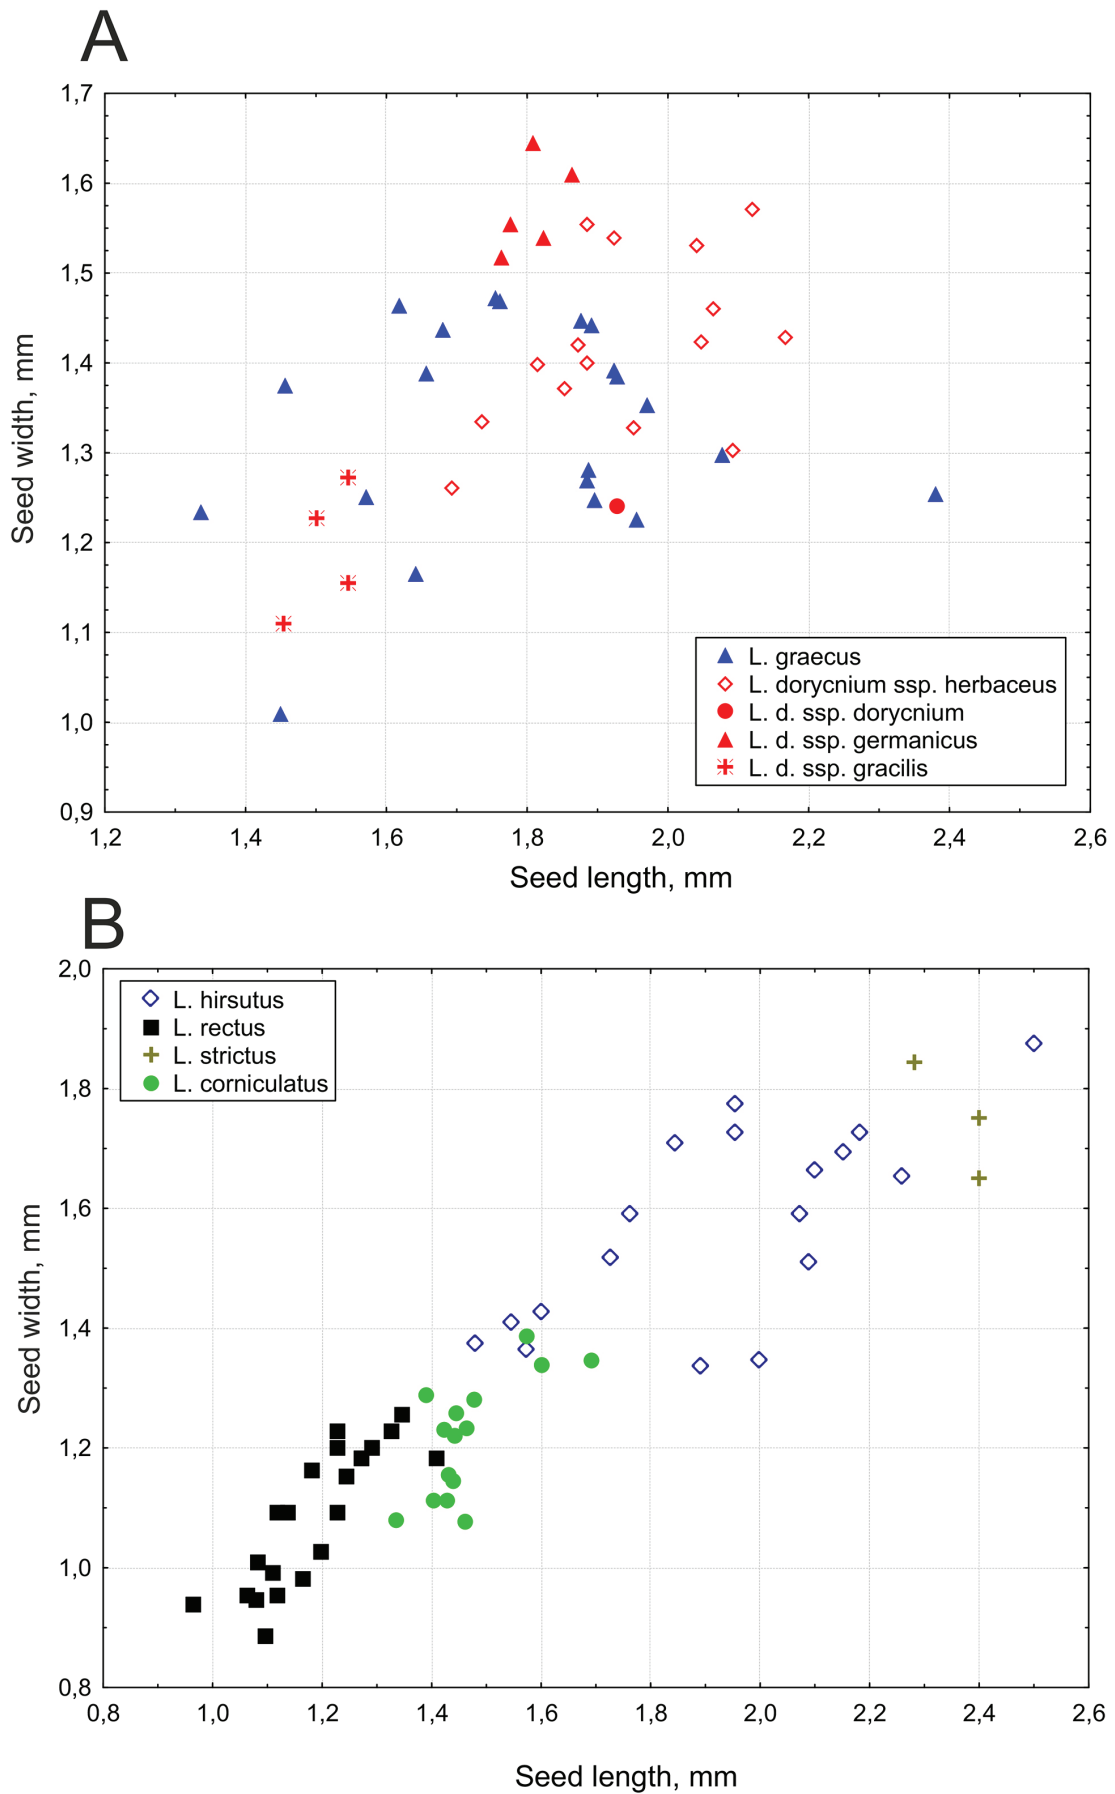 A
1,7
1,6
1,5
1,4
1,3
1,2
1,1
1,0
0,9
Seed width, mm
L. graecus
L. dorycnium ssp. herbaceus
L. d. ssp. dorycnium
L. d. ssp. germanicus
L. d. ssp. gracilis
1,2 1,4 1,6 1,8 2,0 2,2 2,4 2,6
Seed length, mm
B
2,0
1,8
1,6
1,4
1,2
1,0
0,8
Seed width, mm
L. hirsutus
L. rectus
L. strictus
L. corniculatus
0,8 1,0 1,2 1,4 1,6 1,8 2,0 2,2 2,4 2,6
Seed length, mm